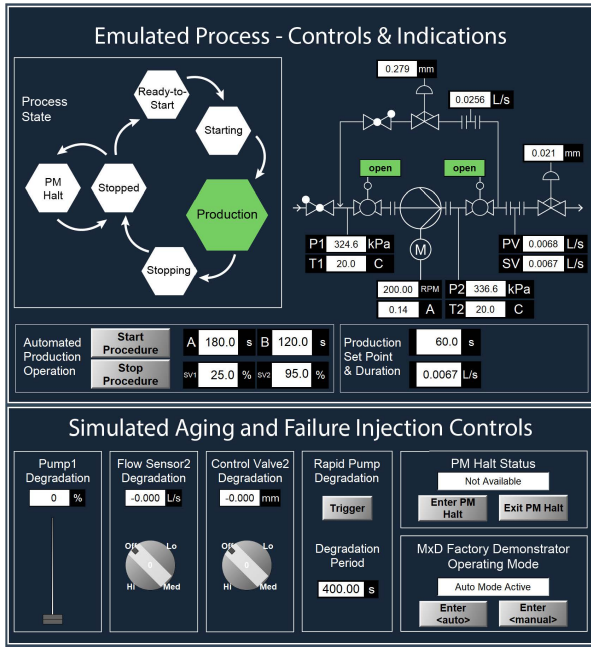 Emulated Process - Controls & Indications
Process
State
Ready-to-
Start
Starting
PM
Halt
Stopped
Production
Stopping
0.279 mm
0.0256 L/s
0.021 mm
open
open
P1 324.6 kPa
T1 20.0 C
M
PV 0.0068 L/s
SV 0.0067 L/s
200.00 RPM
0.14 A
P2 336.6 kPa
T2 20.0 C
Automated
Production
Operation
Start
Procedure
Stop
Procedure
A 180.0 s B 120.0 s
SV1 25.0 % SV2 95.0 %
Production
Set Point
& Duration
60.0 s
0.0067 L/s
Simulated Aging and Failure Injection Controls
Pump1
Degradation
0 %
Flow Sensor2
Degradation
-0.000 L/s
Off Lo
0
Hi Med
Control Valve2
Degradation
-0.000 mm
Off Lo
0
Hi Med
Rapid Pump
Degradation
Trigger
Degradation
Period
400.00 s
PM Halt Status
Not Available
Enter PM
Halt
Exit PM Halt
MxD Factory Demonstrator
Operating Mode
Auto Mode Active
Enter
<auto>
Enter
<manual>